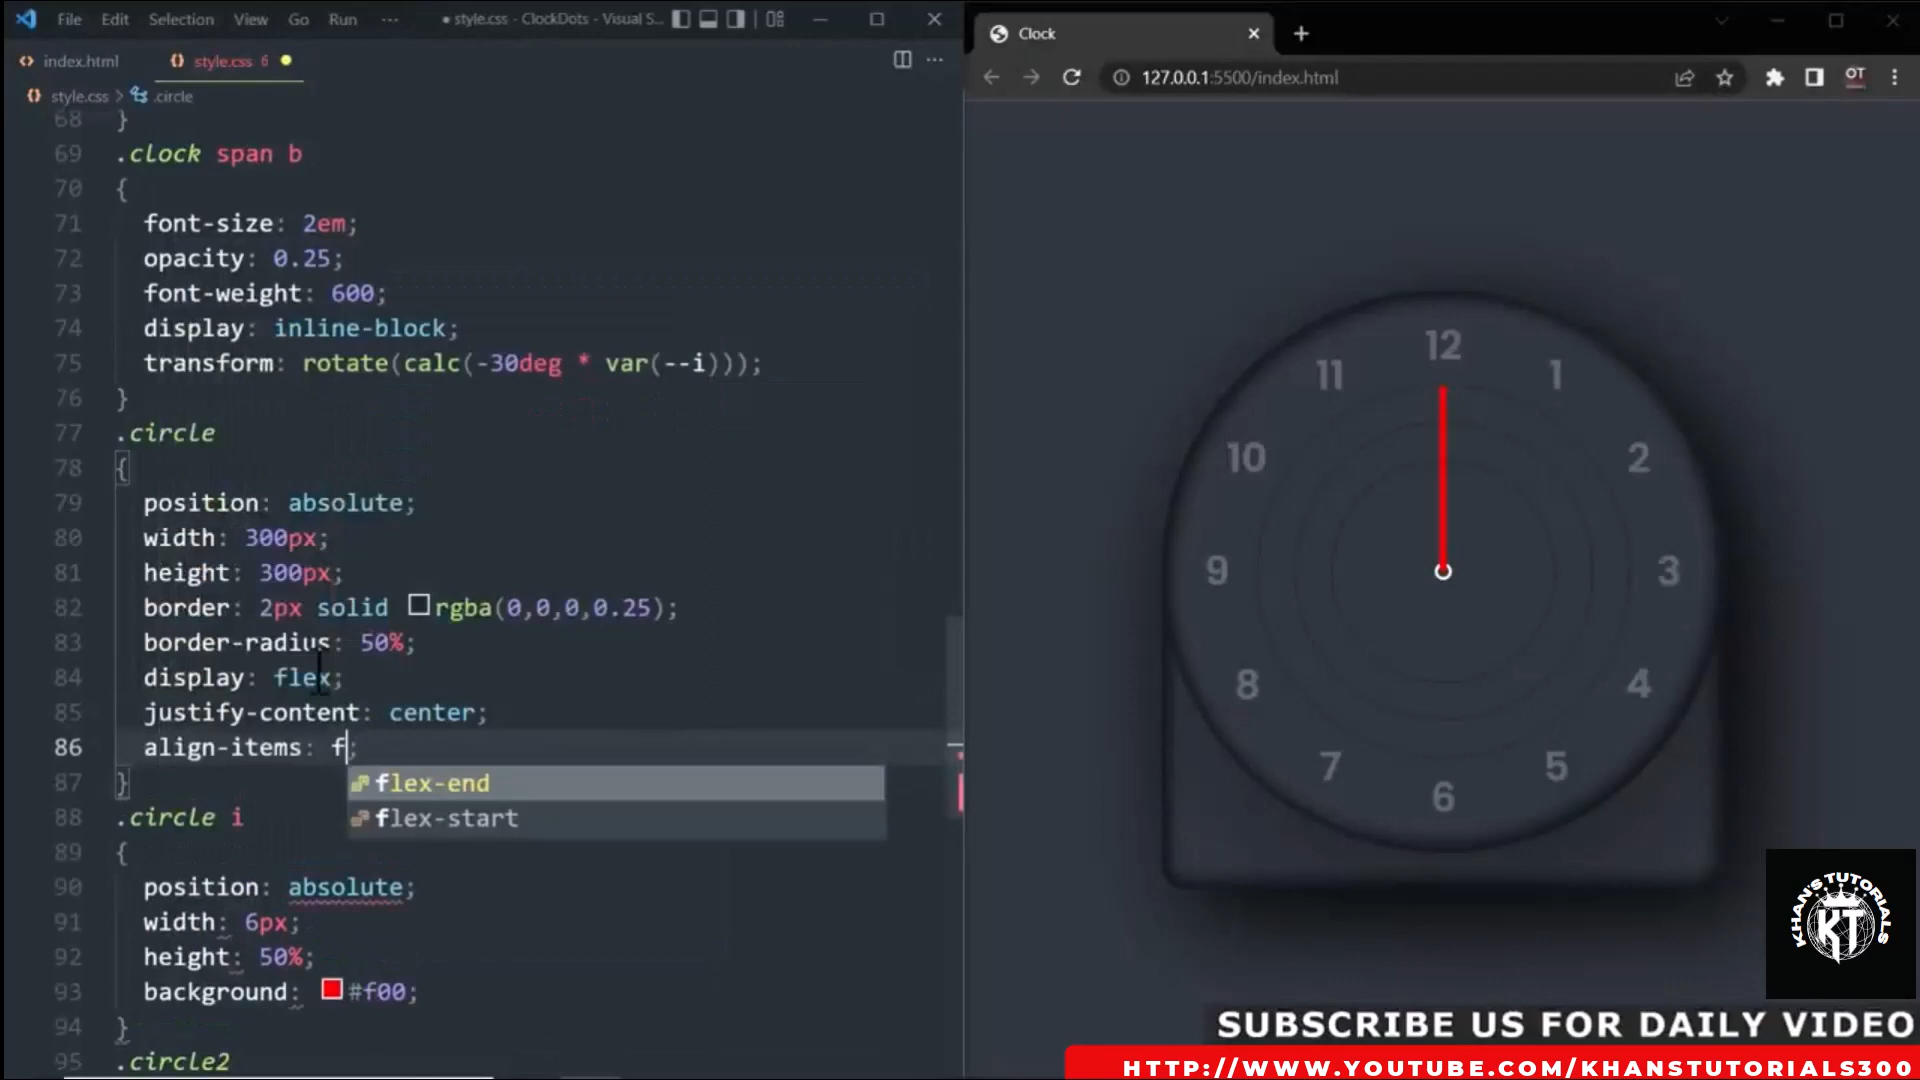 File Edit Selection View Go Run ··· ● style.css - ClockDots - Visual S...
index.html style.css 6
style.css > .circle
68 }
69 .clock span b
70 {
71 font-size: 2em;
72 opacity: 0.25;
73 font-weight: 600;
74 display: inline-block;
75 transform: rotate(calc(-30deg * var(--i)));
76 }
77 .circle
78 {
79 position: absolute;
80 width: 300px;
81 height: 300px;
82 border: 2px solid rgba(0,0,0,0.25);
83 border-radius: 50%;
84 display: flex;
85 justify-content: center;
86 align-items: f;
flex-end
87 }
88 .circle i
flex-start
89 {
90 position: absolute;
91 width: 6px;
92 height: 50%;
93 background: #f00;
94 }
95 .circle2
Clock
127.0.0.1:5500/index.html
OT
12
11 1
10 2
9 3
8 4
7 5
6
KHAN'S TUTORIALS
KT
SUBSCRIBE US FOR DAILY VIDEO
HTTP://WWW.YOUTUBE.COM/KHANSTUTORIALS300